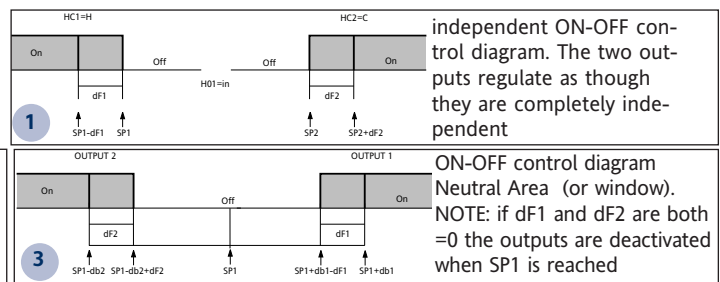 HC1=H
HC2=C
On
Off
Off
On
H01=in
dF1
dF2
1
SP1-dF1 SP1
SP2 SP2+dF2
independent ON-OFF con-
trol diagram. The two out-
puts regulate as though
they are completely inde-
pendent
OUTPUT 2
OUTPUT 1
On
Off
On
dF2
dF1
3
SP1-db2 SP1-db2+dF2
SP1
SP1+db1-dF1 SP1+db1
ON-OFF control diagram
Neutral Area (or window).
NOTE: if dF1 and dF2 are both
=0 the outputs are deactivated
when SP1 is reached